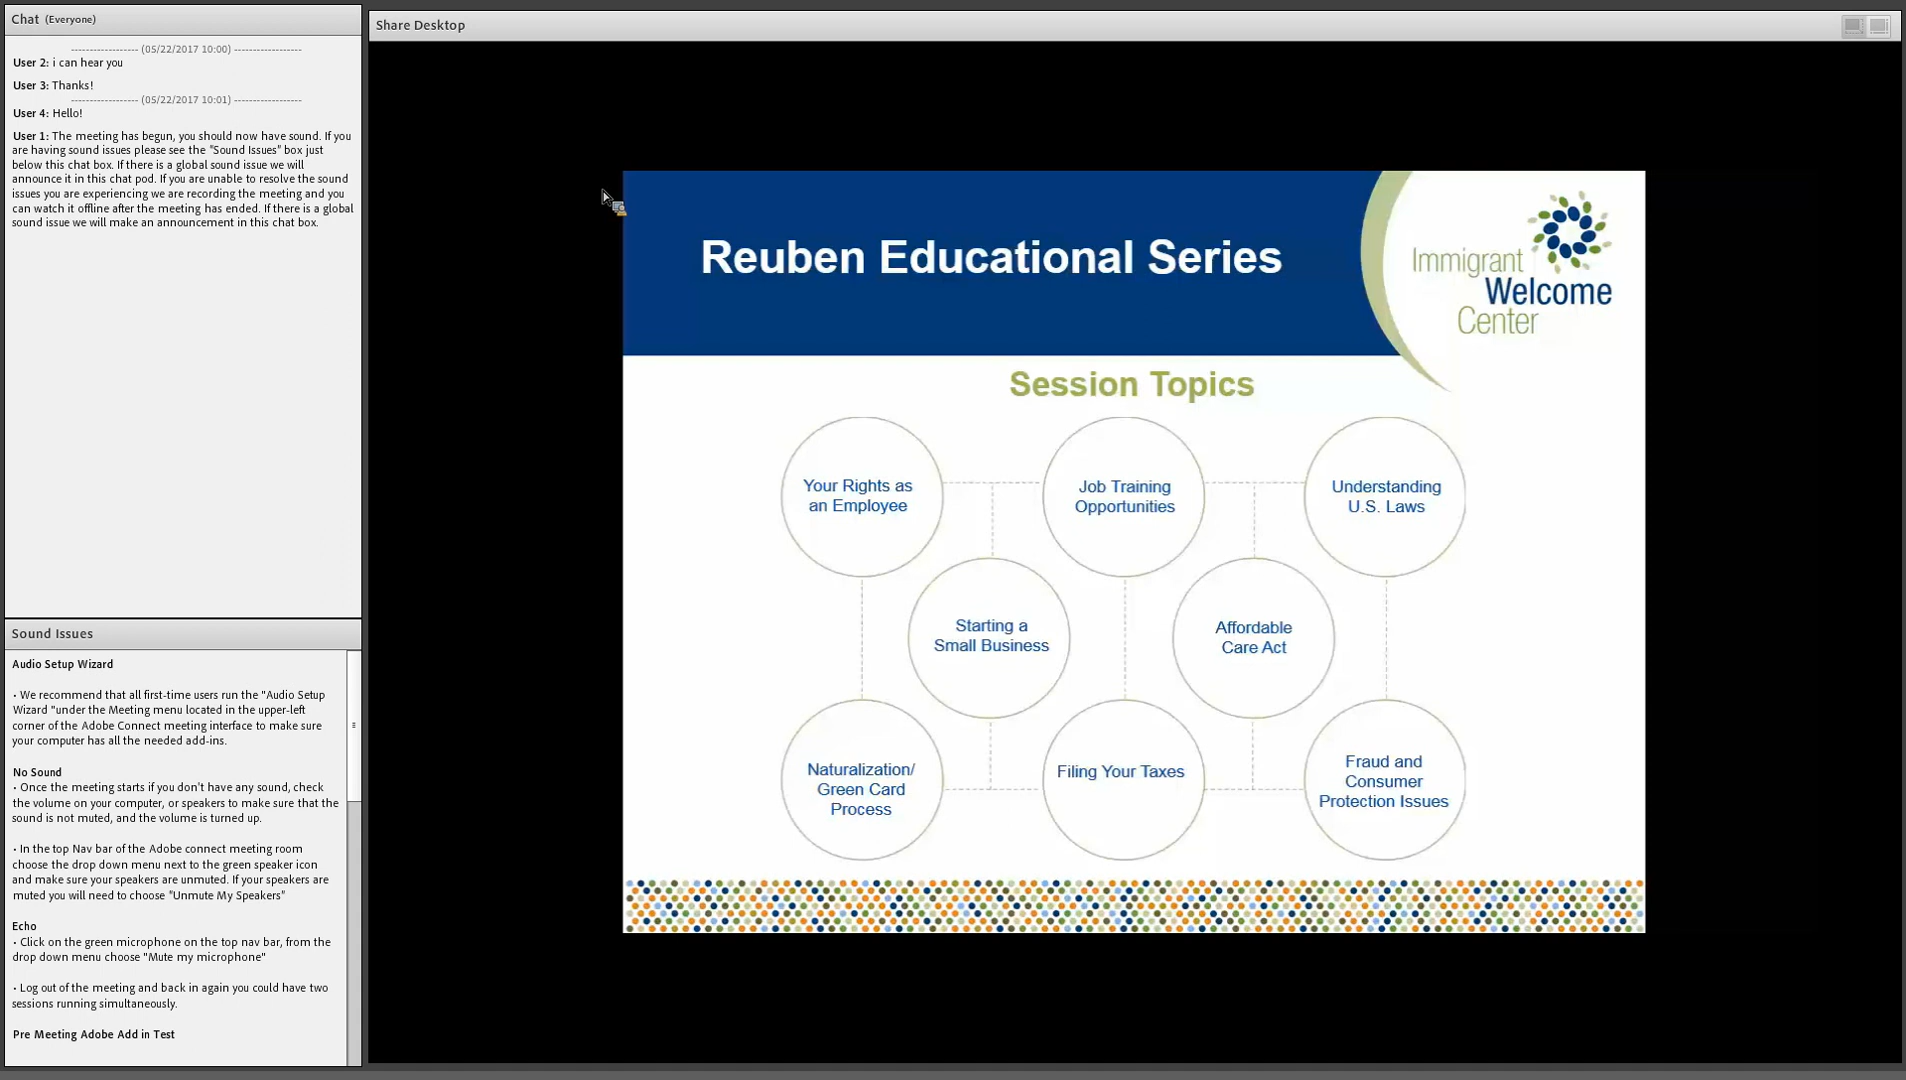 Chat (Everyone)
------------------ (05/22/2017 10:00) ------------------
User 2: i can hear you
User 3: Thanks!
------------------ (05/22/2017 10:01) ------------------
User 4: Hello!
User 1: The meeting has begun, you should now have sound. If you
are having sound issues please see the "Sound Issues" box just
below this chat box. If there is a global sound issue we will
announce it in this chat pod. If you are unable to resolve the sound
issues you are experiencing we are recording the meeting and you
can watch it offline after the meeting has ended. If there is a global
sound issue we will make an announcement in this chat box.
Sound Issues
Audio Setup Wizard
• We recommend that all first-time users run the "Audio Setup
Wizard "under the Meeting menu located in the upper-left
corner of the Adobe Connect meeting interface to make sure
your computer has all the needed add-ins.
No Sound
• Once the meeting starts if you don't have any sound, check
the volume on your computer, or speakers to make sure that the
sound is not muted, and the volume is turned up.
• In the top Nav bar of the Adobe connect meeting room
choose the drop down menu next to the green speaker icon
and make sure your speakers are unmuted. If your speakers are
muted you will need to choose "Unmute My Speakers"
Echo
• Click on the green microphone on the top nav bar, from the
drop down menu choose "Mute my microphone"
• Log out of the meeting and back in again you could have two
sessions running simultaneously.
Pre Meeting Adobe Add in Test
Share Desktop
Reuben Educational Series
Immigrant
Welcome
Center
Session Topics
Your Rights as
an Employee
Job Training
Opportunities
Understanding
U.S. Laws
Starting a
Small Business
Affordable
Care Act
Naturalization/
Green Card
Process
Filing Your Taxes
Fraud and
Consumer
Protection Issues